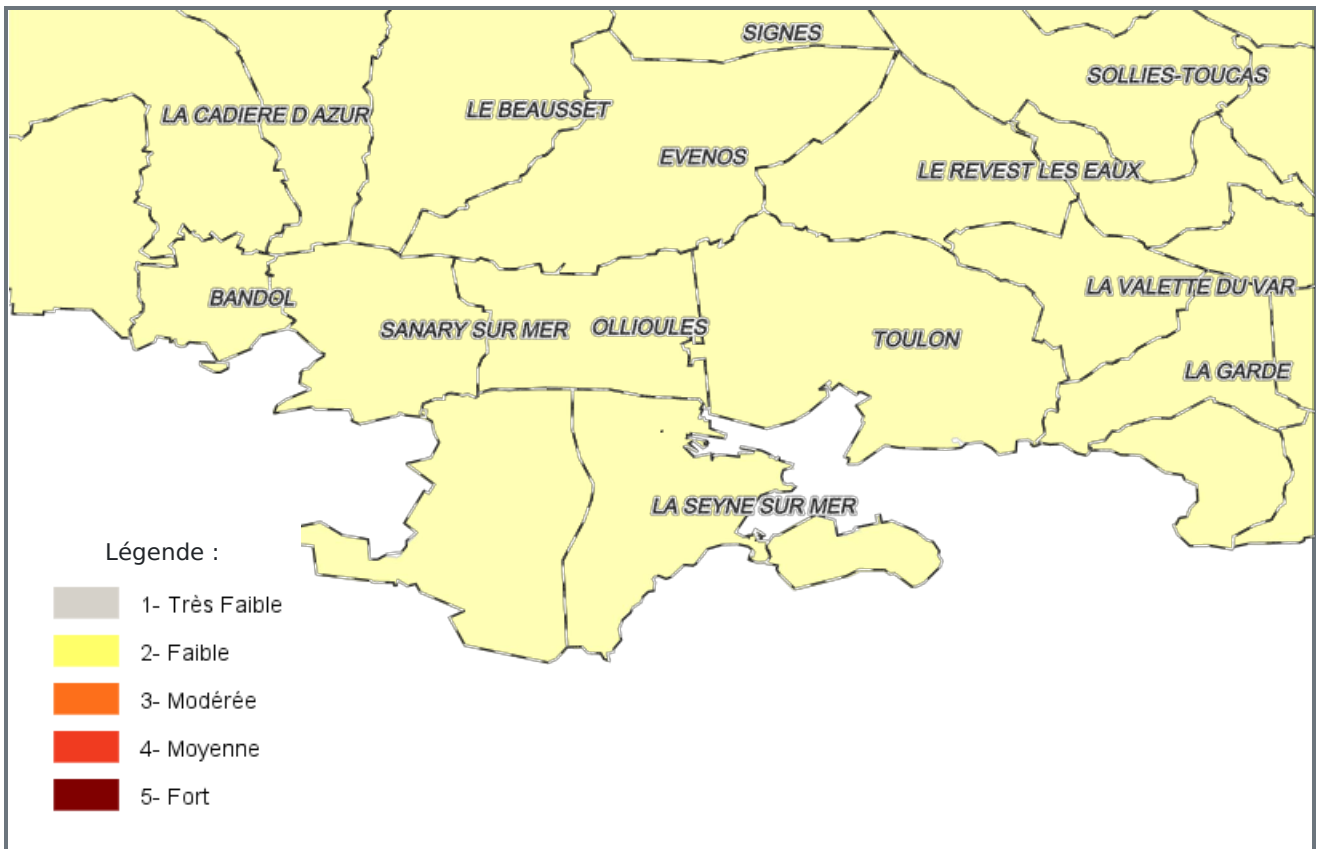 SIGNES
SOLLIES-TOUCAS
LA CADIERE D AZUR
LE BEAUSSET
EVENOS
LE REVEST LES EAUX
LA VALETTE DU VAR
BANDOL
SANARY SUR MER
OLLIOULES
TOULON
LA GARDE
LA SEYNE SUR MER
Légende :
1- Très Faible
2- Faible
3- Modérée
4- Moyenne
5- Fort